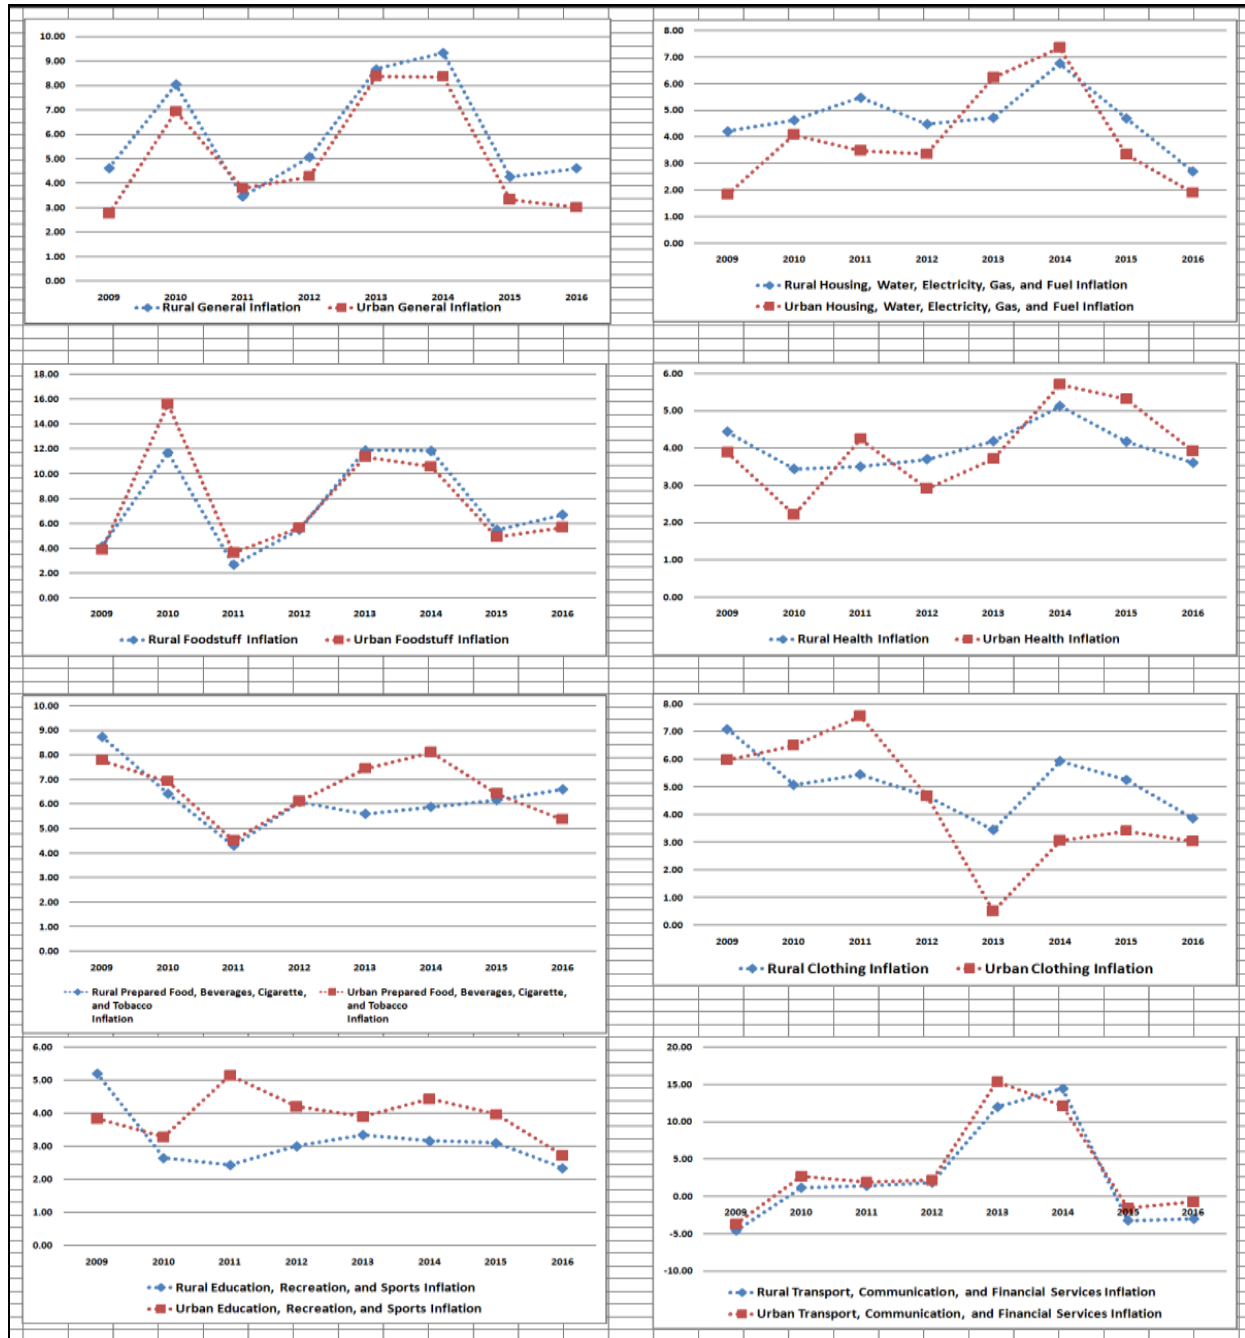 10.00
9.00
8.00
7.00
6.00
5.00
4.00
3.00
2.00
1.00
0.00
2009 2010 2011 2012 2013 2014 2015 2016
Rural General Inflation Urban General Inflation
8.00
7.00
6.00
5.00
4.00
3.00
2.00
1.00
0.00
2009 2010 2011 2012 2013 2014 2015 2016
Rural Housing, Water, Electricity, Gas, and Fuel Inflation
Urban Housing, Water, Electricity, Gas, and Fuel Inflation
18.00
16.00
14.00
12.00
10.00
8.00
6.00
4.00
2.00
0.00
2009 2010 2011 2012 2013 2014 2015 2016
Rural Foodstuff Inflation Urban Foodstuff Inflation
6.00
5.00
4.00
3.00
2.00
1.00
0.00
2009 2010 2011 2012 2013 2014 2015 2016
Rural Health Inflation Urban Health Inflation
10.00
9.00
8.00
7.00
6.00
5.00
4.00
3.00
2.00
1.00
0.00
2009 2010 2011 2012 2013 2014 2015 2016
Rural Prepared Food, Beverages, Cigarette,
and Tobacco
Inflation
Urban Prepared Food, Beverages, Cigarette,
and Tobacco
Inflation
8.00
7.00
6.00
5.00
4.00
3.00
2.00
1.00
0.00
2009 2010 2011 2012 2013 2014 2015 2016
Rural Clothing Inflation Urban Clothing Inflation
6.00
5.00
4.00
3.00
2.00
1.00
0.00
2009 2010 2011 2012 2013 2014 2015 2016
Rural Education, Recreation, and Sports Inflation
Urban Education, Recreation, and Sports Inflation
20.00
15.00
10.00
5.00
0.00
-5.00
-10.00
2009 2010 2011 2012 2013 2014 2015 2016
Rural Transport, Communication, and Financial Services Inflation
Urban Transport, Communication, and Financial Services Inflation